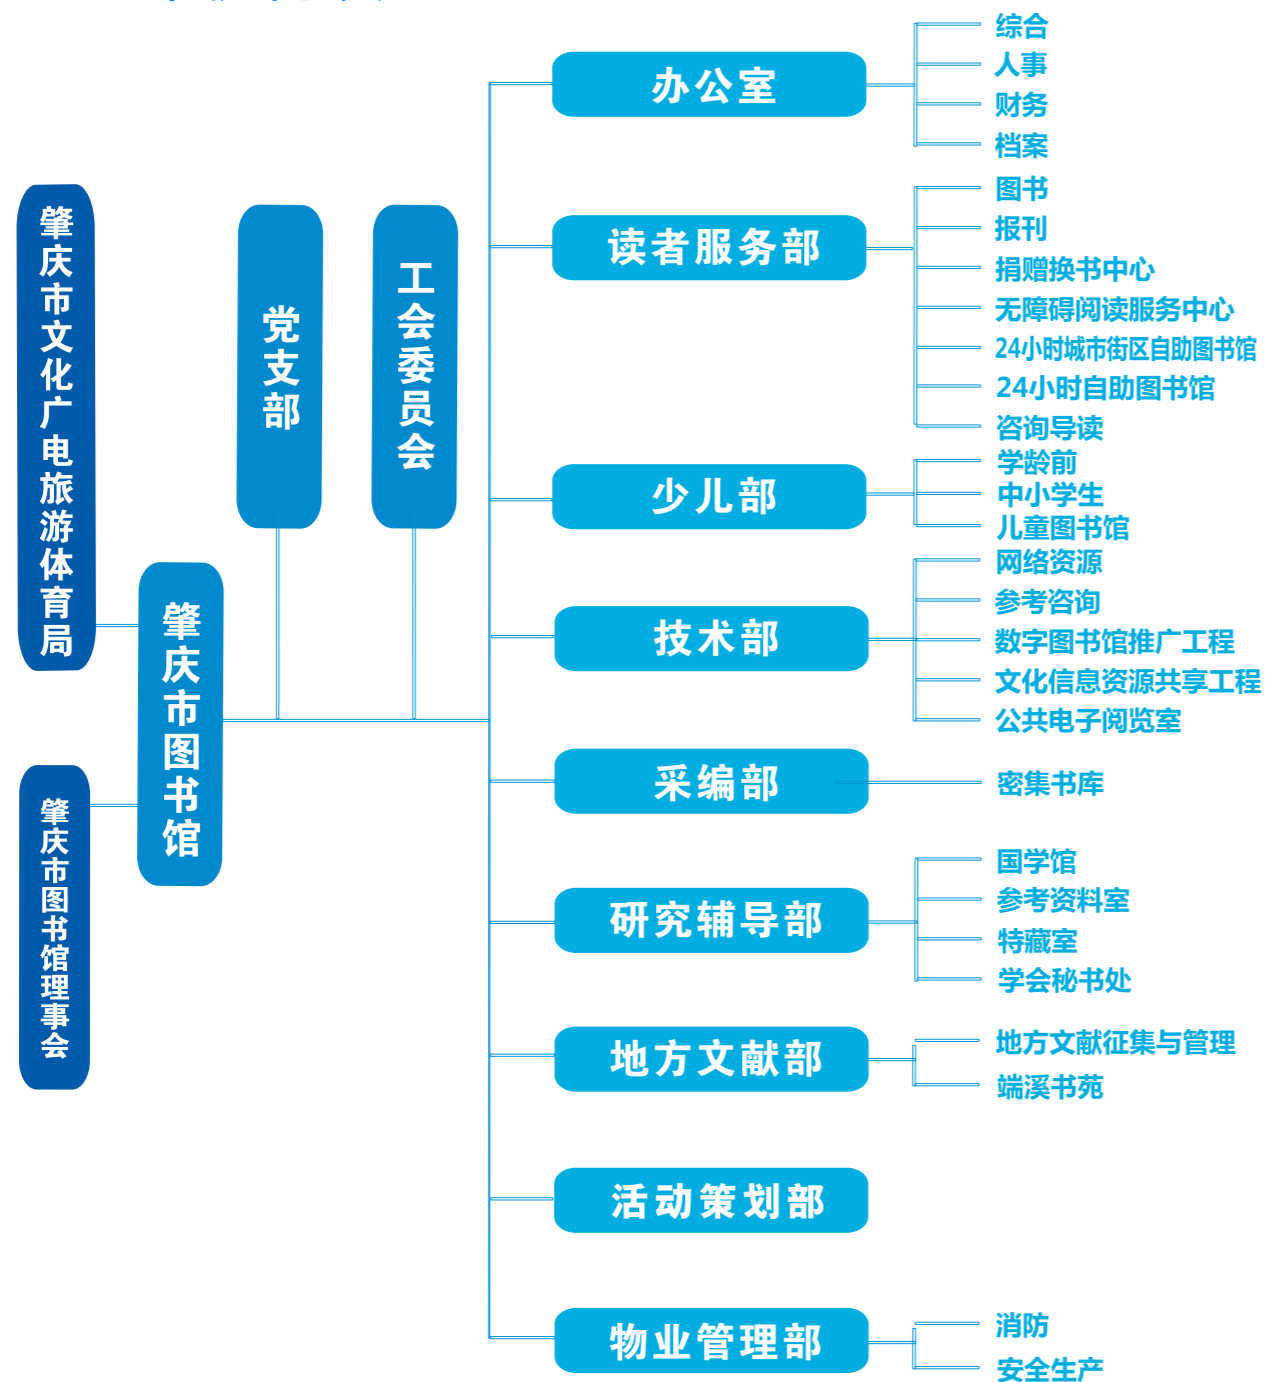 肇庆市文化广电旅游体育局
肇庆市图书馆理事会
肇庆市图书馆
党支部
工会委员会
办公室
综合
人事
财务
档案
读者服务部
图书
报刊
捐赠换书中心
无障碍阅读服务中心
24小时城市街区自助图书馆
24小时自助图书馆
咨询导读
少儿部
学龄前
中小学生
儿童图书馆
技术部
网络资源
参考咨询
数字图书馆推广工程
文化信息资源共享工程
公共电子阅览室
采编部
密集书库
研究辅导部
国学馆
参考资料室
特藏室
学会秘书处
地方文献部
地方文献征集与管理
端溪书苑
活动策划部
物业管理部
消防
安全生产